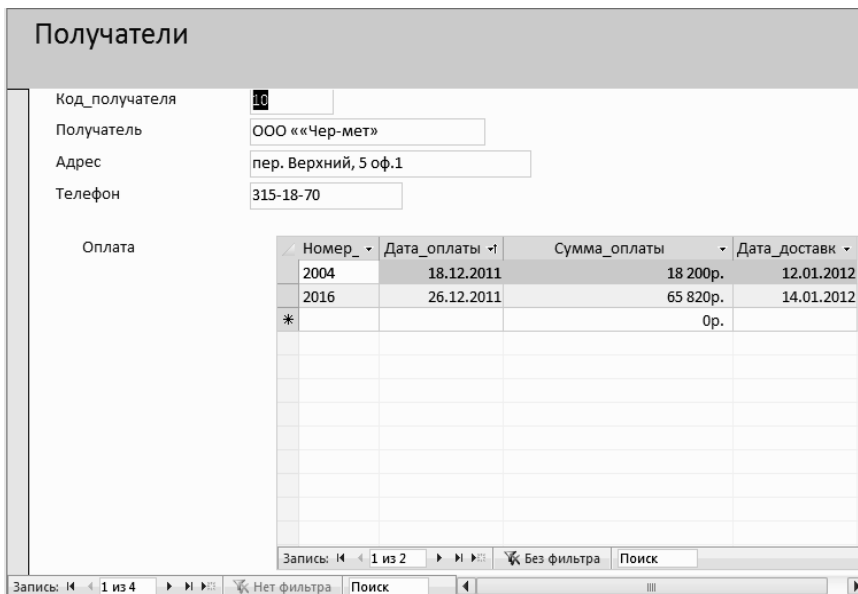 Получатели
Код_получателя 10
Получатель ООО ««Чер-мет»
Адрес пер. Верхний, 5 оф.1
Телефон 315-18-70
Оплата Номер_ Дата_оплаты Сумма_оплаты Дата_доставк
2004 18.12.2011 18 200р. 12.01.2012
2016 26.12.2011 65 820р. 14.01.2012
0р.
Запись: 1 из 2 Без фильтра Поиск
Запись: 1 из 4 Нет фильтра Поиск